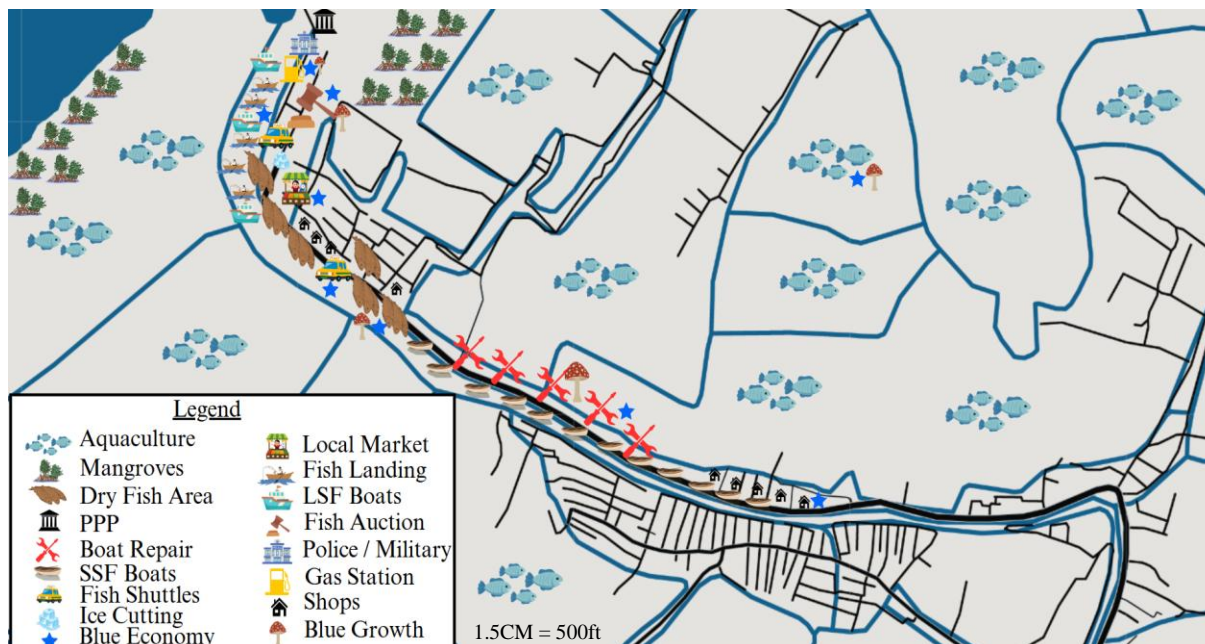 Legend
Aquaculture
Mangroves
Dry Fish Area
PPP
Boat Repair
SSF Boats
Fish Shuttles
Ice Cutting
Blue Economy
Local Market
Fish Landing
LSF Boats
Fish Auction
Police / Military
Gas Station
Shops
Blue Growth
1.5CM = 500ft